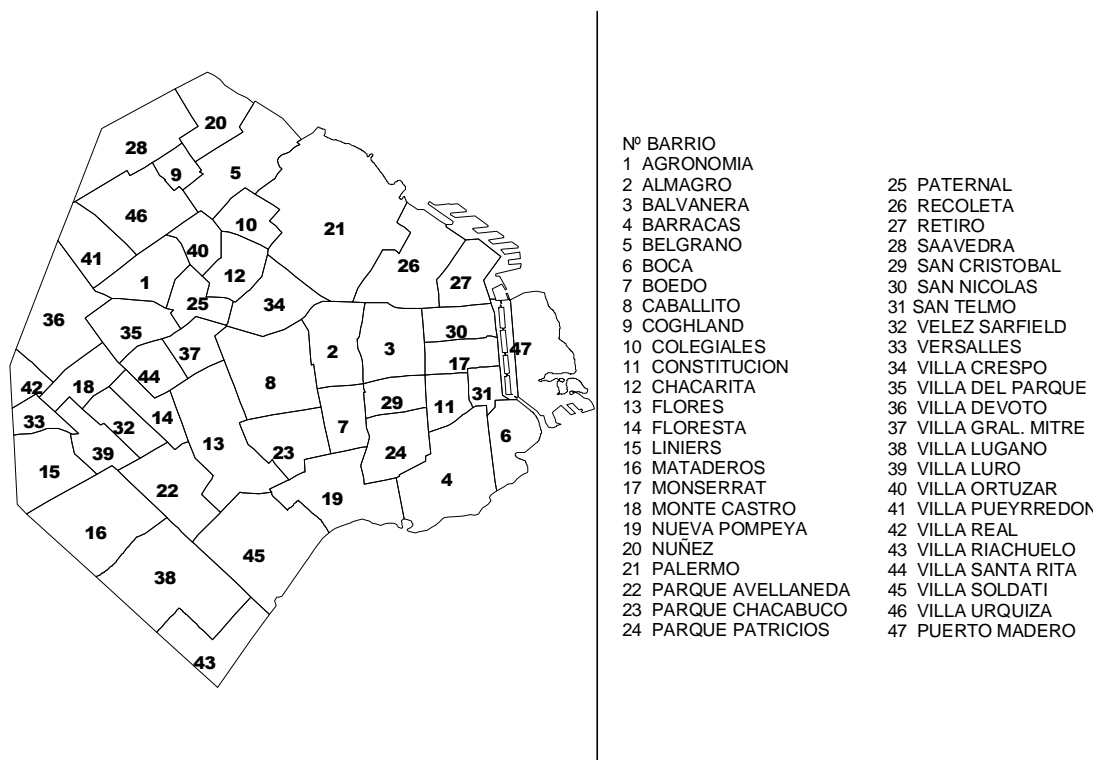 20
28
9
5
46
10
21
40
41
26
12
1
27
25
34
36
35
30
47
37
2
3
17
44
8
42
18
31
29
11
14
33
32
7
6
13
23
24
39
15
4
22
19
16
45
38
43
Nº BARRIO
1 AGRONOMIA
2 ALMAGRO
3 BALVANERA
4 BARRACAS
5 BELGRANO
6 BOCA
7 BOEDO
8 CABALLITO
9 COGHLAND
10 COLEGIALES
11 CONSTITUCION
12 CHACARITA
13 FLORES
14 FLORESTA
15 LINIERS
16 MATADEROS
17 MONSERRAT
18 MONTE CASTRO
19 NUEVA POMPEYA
20 NUÑEZ
21 PALERMO
22 PARQUE AVELLANEDA
23 PARQUE CHACABUCO
24 PARQUE PATRICIOS
25 PATERNAL
26 RECOLETA
27 RETIRO
28 SAAVEDRA
29 SAN CRISTOBAL
30 SAN NICOLAS
31 SAN TELMO
32 VELEZ SARFIELD
33 VERSALLES
34 VILLA CRESPO
35 VILLA DEL PARQUE
36 VILLA DEVOTO
37 VILLA GRAL. MITRE
38 VILLA LUGANO
39 VILLA LURO
40 VILLA ORTUZAR
41 VILLA PUEYRREDON
42 VILLA REAL
43 VILLA RIACHUELO
44 VILLA SANTA RITA
45 VILLA SOLDATI
46 VILLA URQUIZA
47 PUERTO MADERO